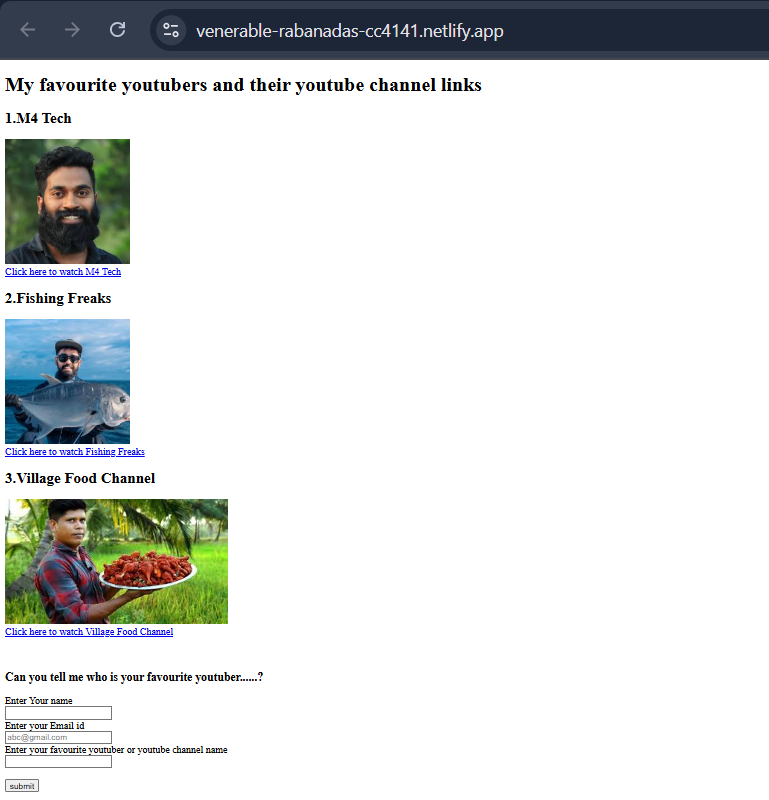 venerable-rabanadas-cc4141.netlify.app
My favourite youtubers and their youtube channel links
1.M4 Tech
Click here to watch M4 Tech
2.Fishing Freaks
Click here to watch Fishing Freaks
3.Village Food Channel
Click here to watch Village Food Channel
Can you tell me who is your favourite youtuber......?
Enter Your name
Enter your Email id
abc@gmail.com
Enter your favourite youtuber or youtube channel name
submit